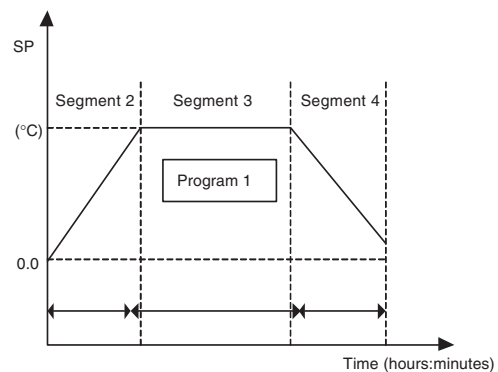 SP
Segment 2 Segment 3 Segment 4
(°C)
Program 1
0.0
Time (hours:minutes)